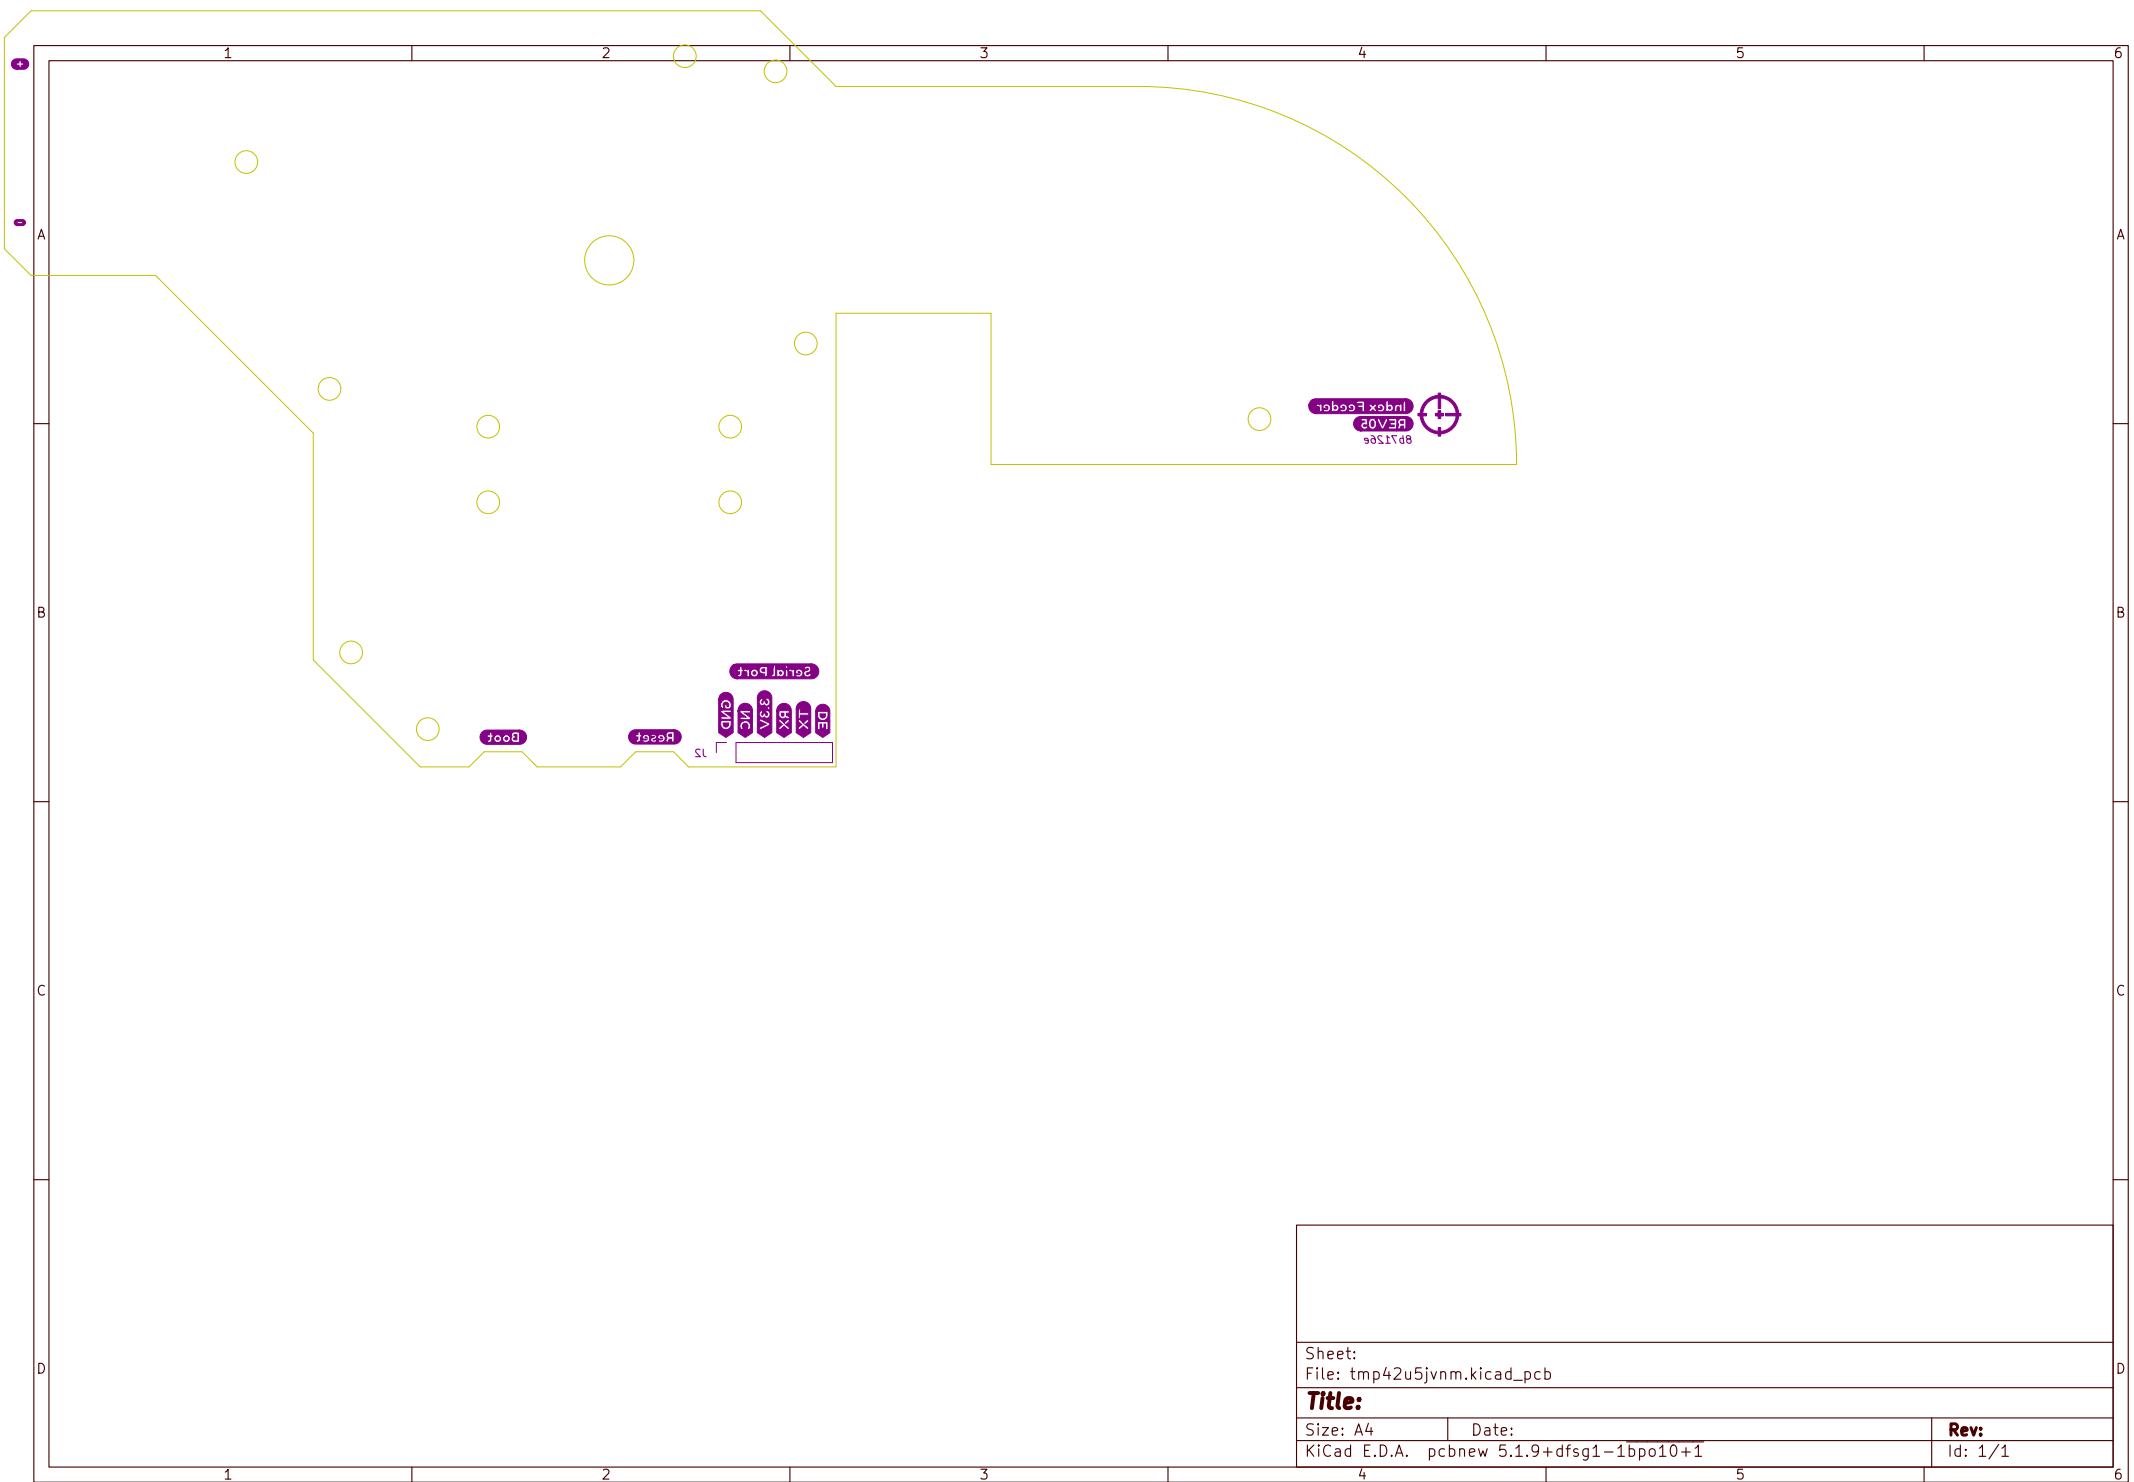 1 2 3 4 5 6
+
-
A A
Index Feeder
REV05
8b7126e
B B
Serial Port
GND NC 3.3V RX TX DE
Boot Reset J2
C C
Sheet:
File: tmp42u5jvnm.kicad_pcb
D D
Title:
Size: A4 Date: Rev:
KiCad E.D.A. pcbnew 5.1.9+dfsg1-1bpo10+1 Id: 1/1
1 2 3 4 5 6